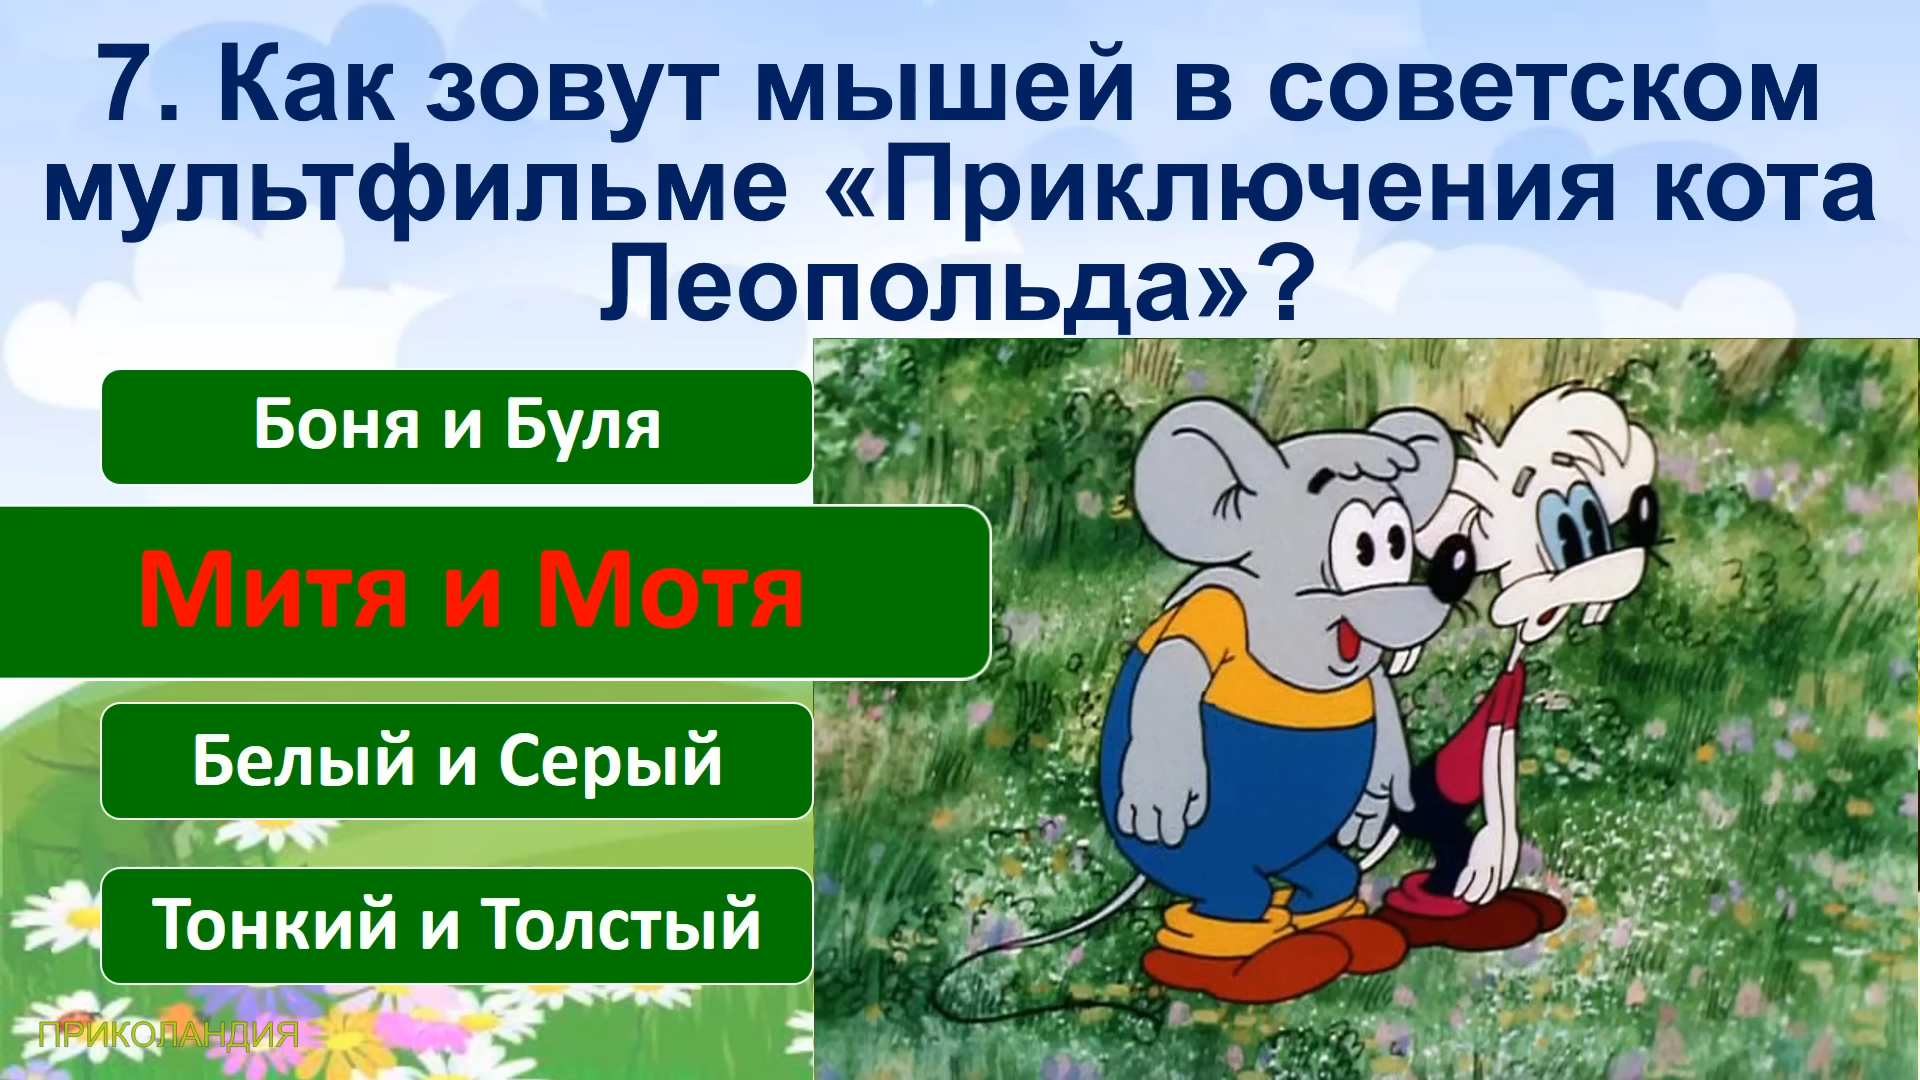 7. Как зовут мышей в советском
мультфильме «Приключения кота
Леопольда»?
Боня и Буля
Митя и Мотя
Белый и Серый
Тонкий и Толстый
ПРИКОЛАНДИЯ